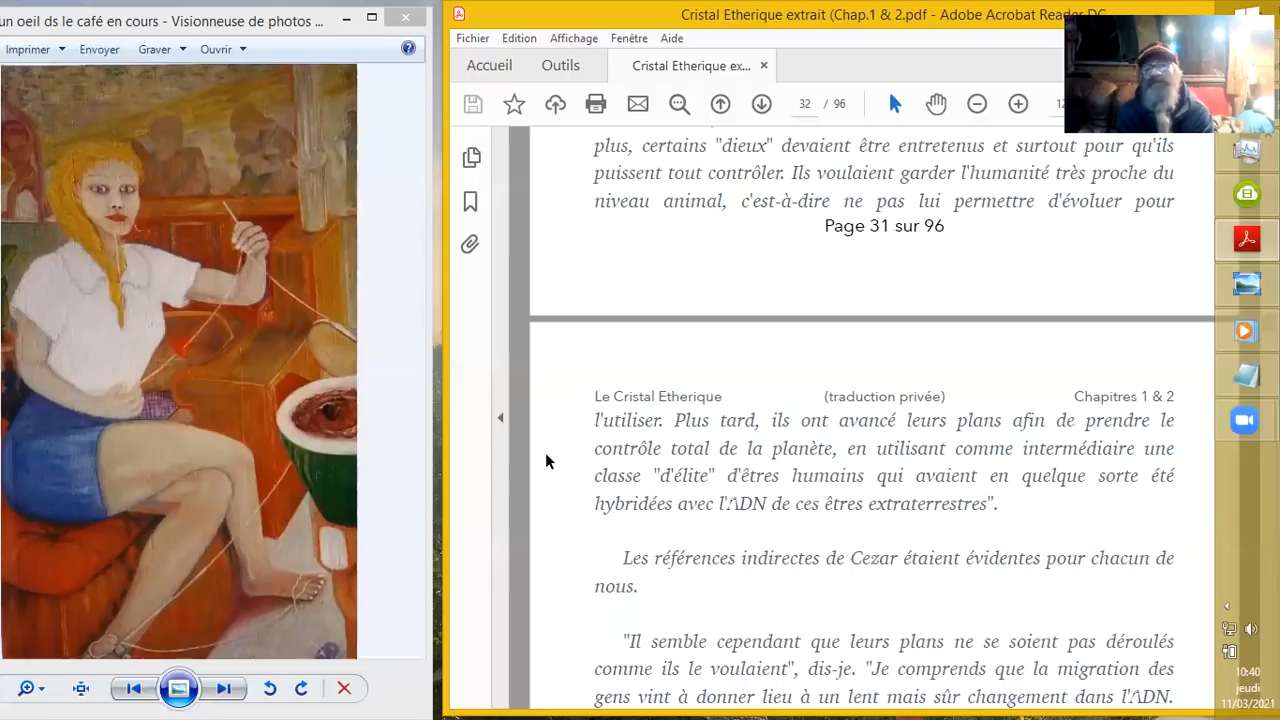 un oeil ds le café en cours - Visionneuse de photos ...
Imprimer
Envoyer
Graver
Ouvrir
Cristal Etherique extrait (Chap.1 & 2.pdf - Adobe Acrobat Reader DC
Fichier Edition Affichage Fenêtre Aide
Accueil Outils Cristal Etherique ex...
32 / 96
plus, certains "dieux" devaient être entretenus et surtout pour qu'ils
puissent tout contrôler. Ils voulaient garder l'humanité très proche du
niveau animal, c'est-à-dire ne pas lui permettre d'évoluer pour
Page 31 sur 96
Le Cristal Etherique (traduction privée) Chapitres 1 & 2
l'utiliser. Plus tard, ils ont avancé leurs plans afin de prendre le
contrôle total de la planète, en utilisant comme intermédiaire une
classe "d'élite" d'êtres humains qui avaient en quelque sorte été
hybridées avec l'ADN de ces êtres extraterrestres".
Les références indirectes de Cezar étaient évidentes pour chacun de
nous.
"Il semble cependant que leurs plans ne se soient pas déroulés
comme ils le voulaient", dis-je. "Je comprends que la migration des
gens vint à donner lieu à un lent mais sûr changement dans l'ADN.
10:40
jeudi
11/03/2021